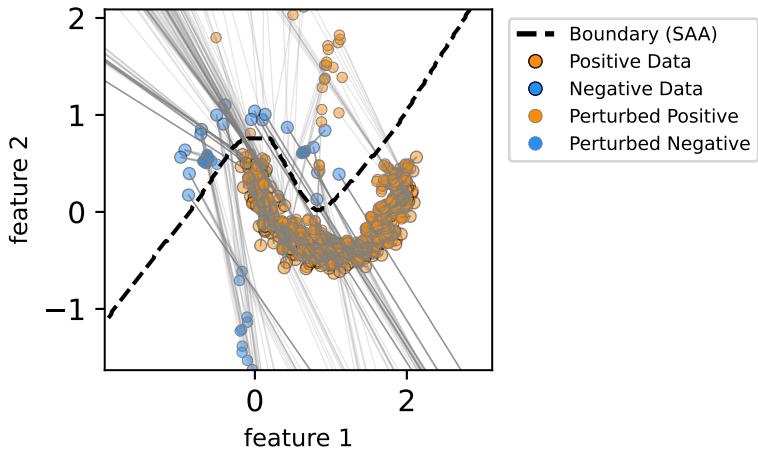 2
1
0
−1
0
2
feature 2
feature 1
Boundary (SAA)
Positive Data
Negative Data
Perturbed Positive
Perturbed Negative